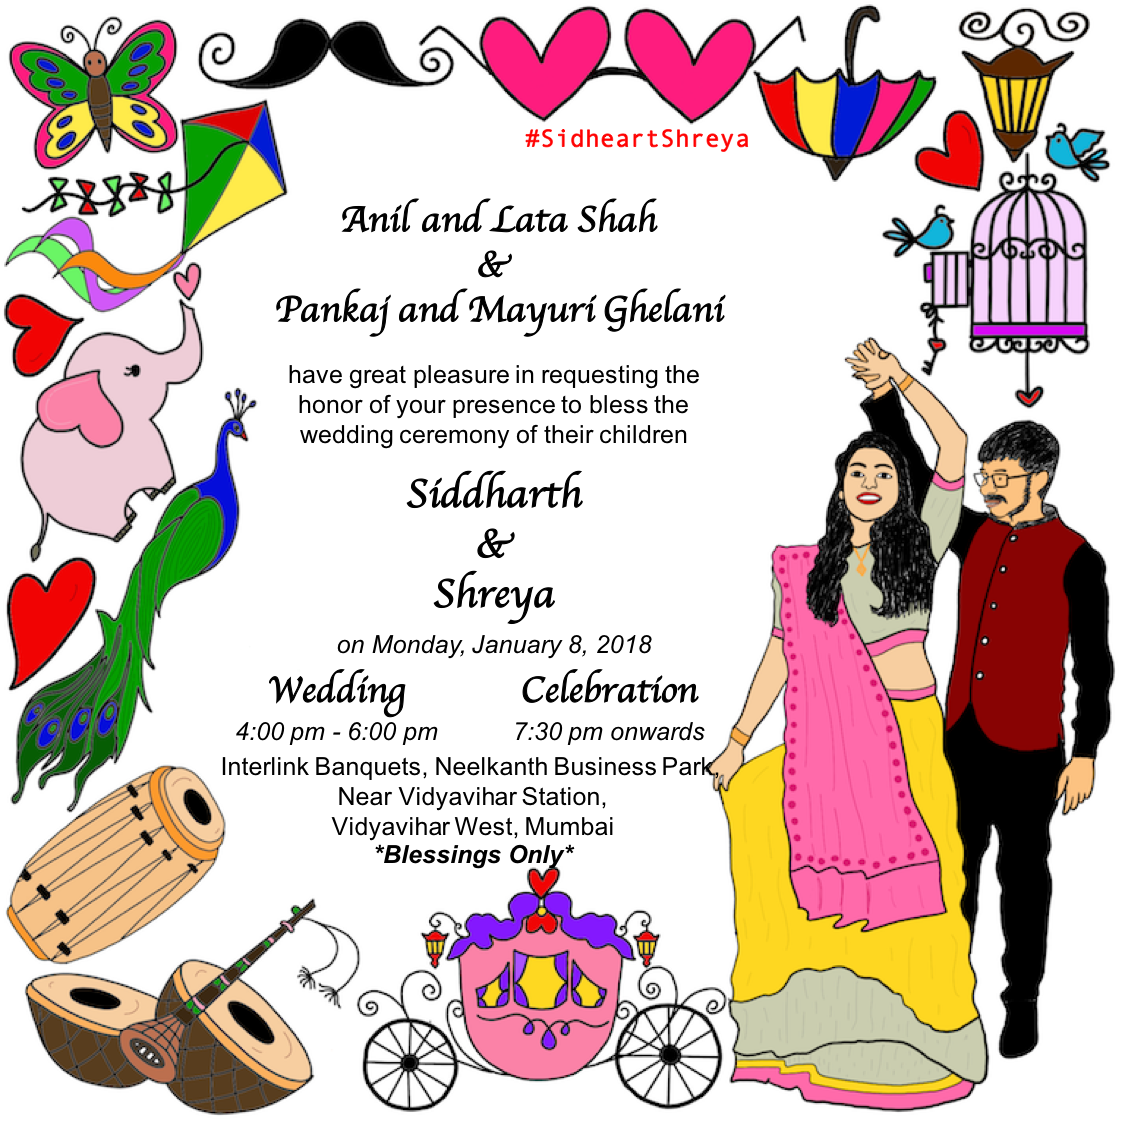 #SidheartShreya
Anil and Lata Shah
&
Pankaj and Mayuri Ghelani
have great pleasure in requesting the
honor of your presence to bless the
wedding ceremony of their children
Siddharth
&
Shreya
on Monday, January 8, 2018
Wedding Celebration
4:00 pm - 6:00 pm 7:30 pm onwards
Interlink Banquets, Neelkanth Business Park,
Near Vidyavihar Station,
Vidyavihar West, Mumbai
*Blessings Only*